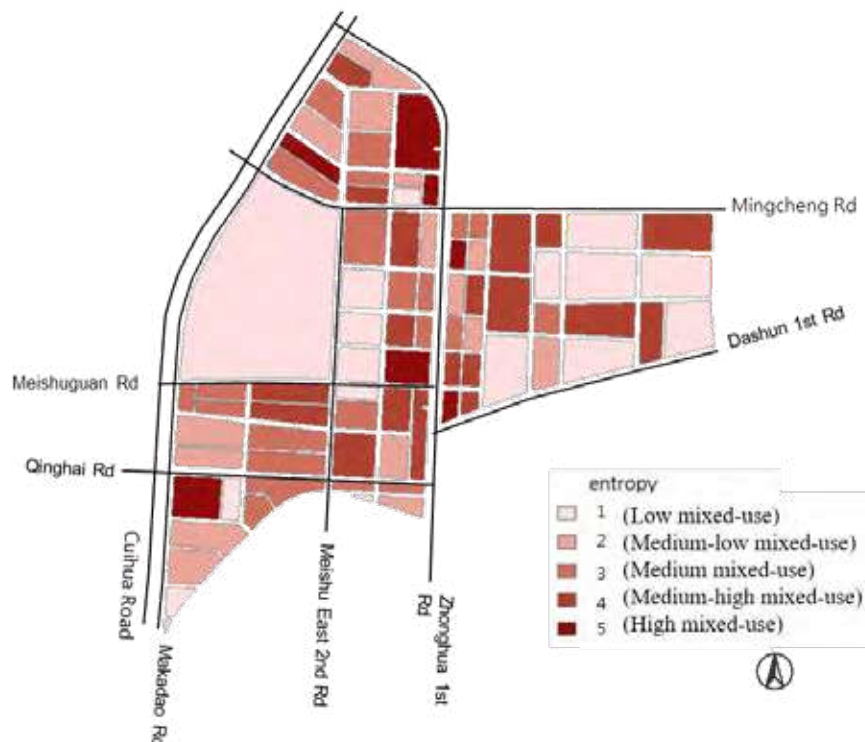 Mingcheng Rd
Dashun 1st Rd
Meishuguan Rd
Qinghai Rd
Cuihua Road
Makadao R
Meishu East 2nd Rd
Zhonghua 1st
Rd
entropy
1 (Low mixed-use)
2 (Medium-low mixed-use)
3 (Medium mixed-use)
4 (Medium-high mixed-use)
5 (High mixed-use)